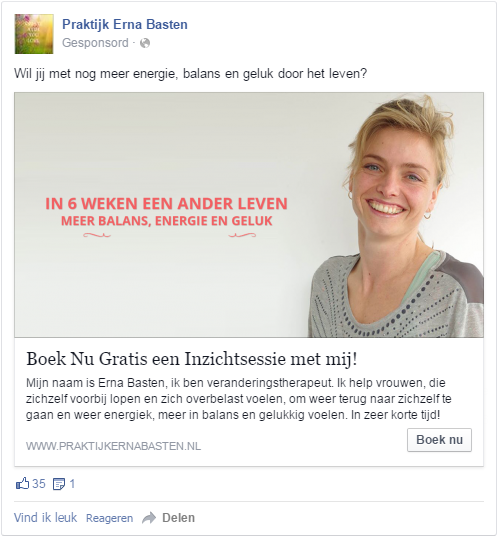 Praktijk Erna Basten
Gesponsord ·
Wil jij met nog meer energie, balans en geluk door het leven?
IN 6 WEKEN EEN ANDER LEVEN
MEER BALANS, ENERGIE EN GELUK
Boek Nu Gratis een Inzichtsessie met mij!
Mijn naam is Erna Basten, ik ben veranderingstherapeut. Ik help vrouwen, die
zichzelf voorbij lopen en zich overbelast voelen, om weer terug naar zichzelf te
gaan en weer energiek, meer in balans en gelukkig voelen. In zeer korte tijd!
WWW.PRAKTIJKERNABASTEN.NL
Boek nu
35 1
Vind ik leuk Reageren Delen